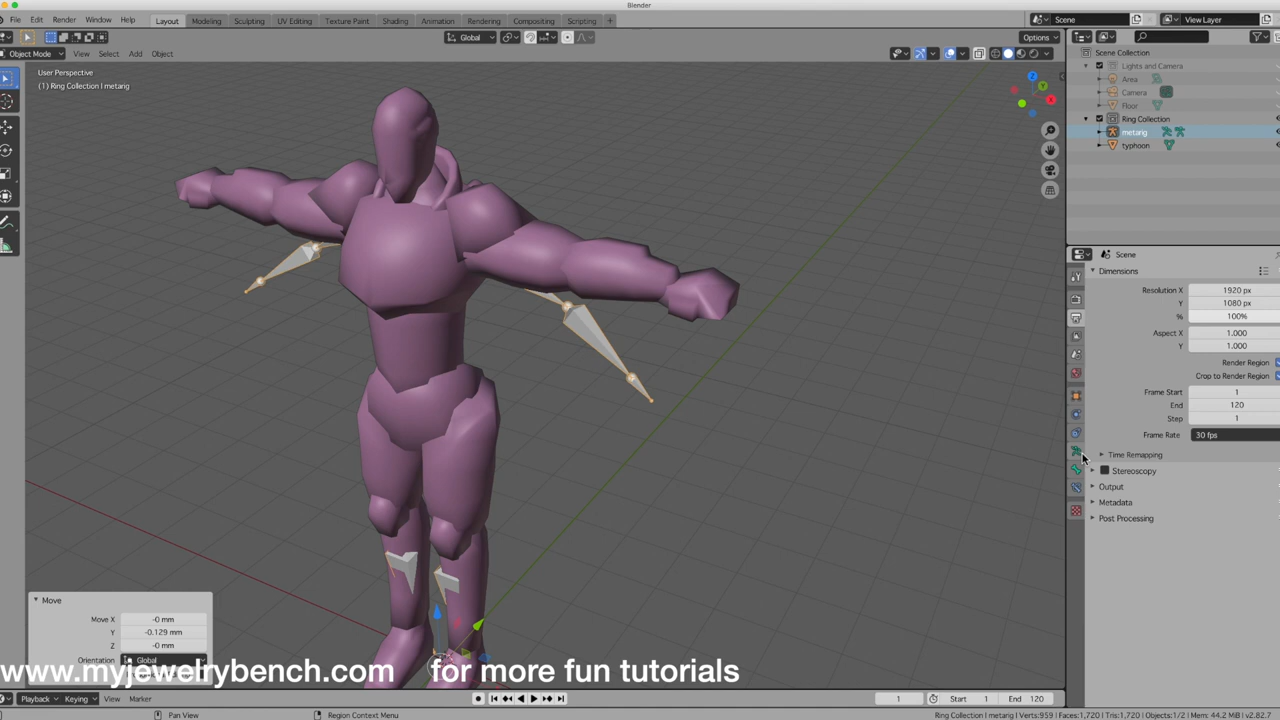 Blender
File Edit Render Window Help Layout Modeling Sculpting UV Editing Texture Paint Shading Animation Rendering Compositing Scripting + Scene View Layer
Global Options
Object Mode View Select Add Object
User Perspective
(1) Ring Collection | metarig
Scene Collection
Lights and Camera
Area
Camera
Floor
Ring Collection
metarig
typhoon
Scene
Dimensions
Resolution X 1920 px
Y 1080 px
% 100%
Aspect X 1.000
Y 1.000
Render Region
Crop to Render Region
Frame Start 1
End 120
Step 1
Frame Rate 30 fps
Time Remapping
Stereoscopy
Output
Metadata
Post Processing
Move
Move X -0 mm
Y -0.129 mm
Z -0 mm
Orientation Global
www.myjewelrybench.com for more fun tutorials
Playback Keying View Marker 1 Start 1 End 120
Pan View Region Context Menu Ring Collection | metarig | Verts:959 | Faces:1,720 | Tris:1,720 | Objects:1/2 | Mem: 44.2 MiB | v2.82.7